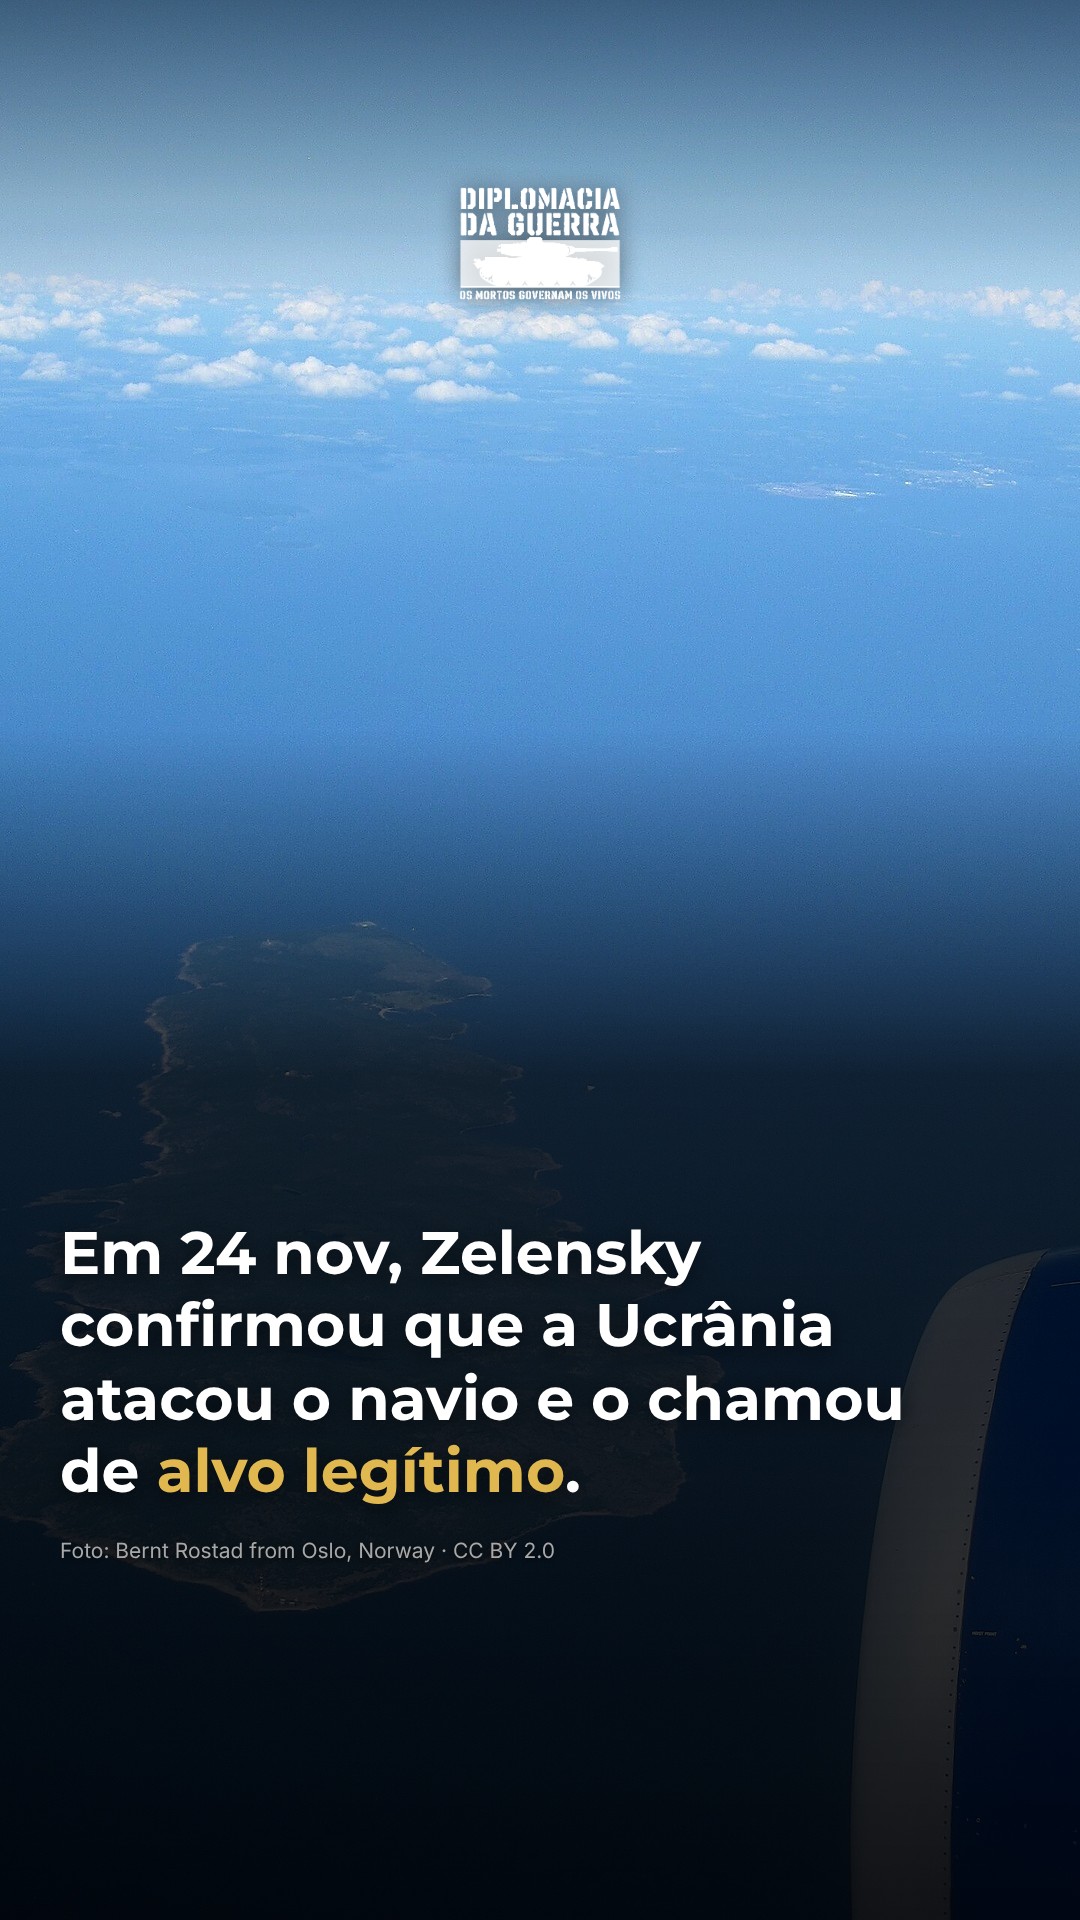 DIPLOMACIA
DA GUERRA
OS MORTOS GOVERNAM OS VIVOS
Em 24 nov, Zelensky
confirmou que a Ucrânia
atacou o navio e o chamou
de alvo legítimo.
Foto: Bernt Rostad from Oslo, Norway · CC BY 2.0